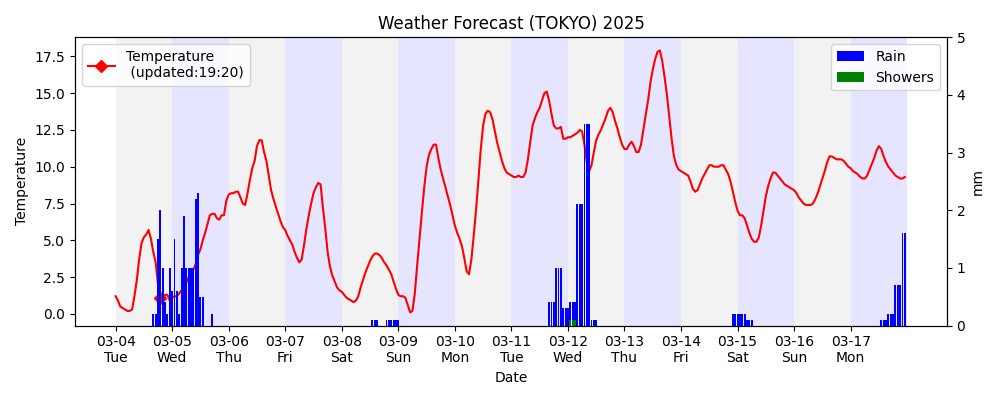 Weather Forecast (TOKYO) 2025
Temperature
(updated:19:20)
Rain
Showers
Temperature
17.5
15.0
12.5
10.0
7.5
5.0
2.5
0.0
5
4
3
2
1
0
mm
03-04 03-05 03-06 03-07 03-08 03-09 03-10 03-11 03-12 03-13 03-14 03-15 03-16 03-17
Tue Wed Thu Fri Sat Sun Mon Tue Wed Thu Fri Sat Sun Mon
Date